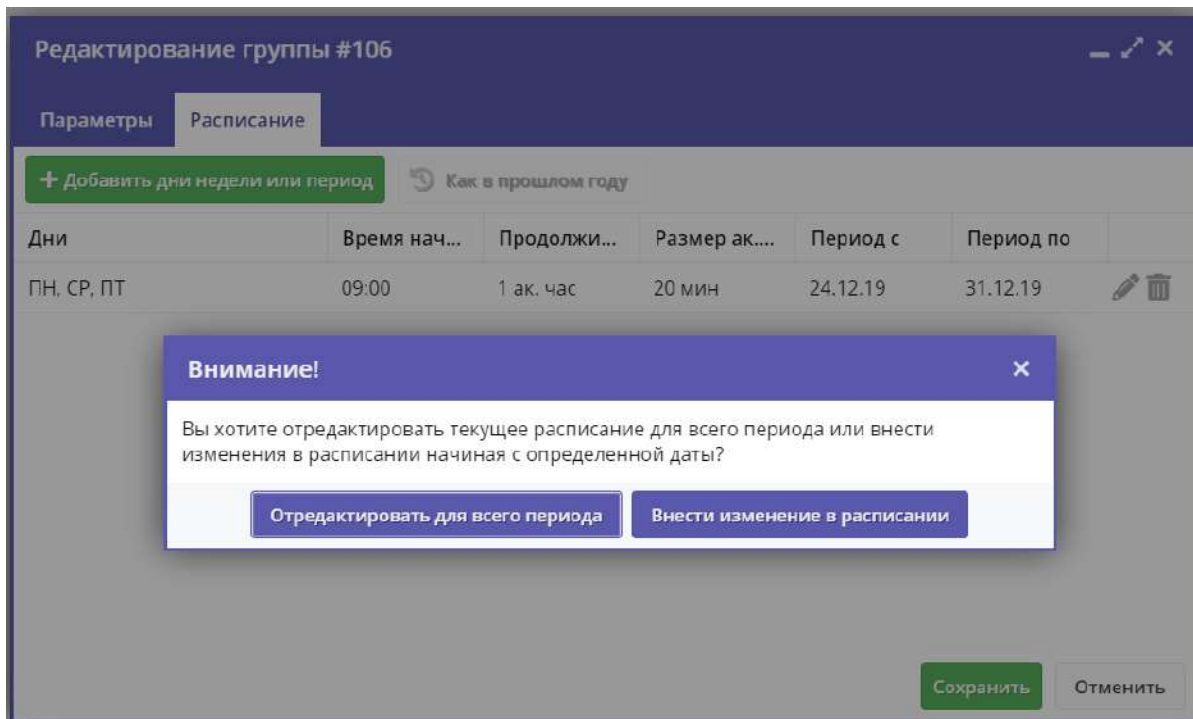 Редактирование группы #106
Параметры Расписание
+ Добавить дни недели или период Как в прошлом году
Дни Время нач... Продолжи... Размер ак.... Период с Период по
ПН, СР, ПТ 09:00 1 ак. час 20 мин 24.12.19 31.12.19
Внимание!
Вы хотите отредактировать текущее расписание для всего периода или внести
изменения в расписании начиная с определенной даты?
Отредактировать для всего периода Внести изменение в расписании
Сохранить Отменить